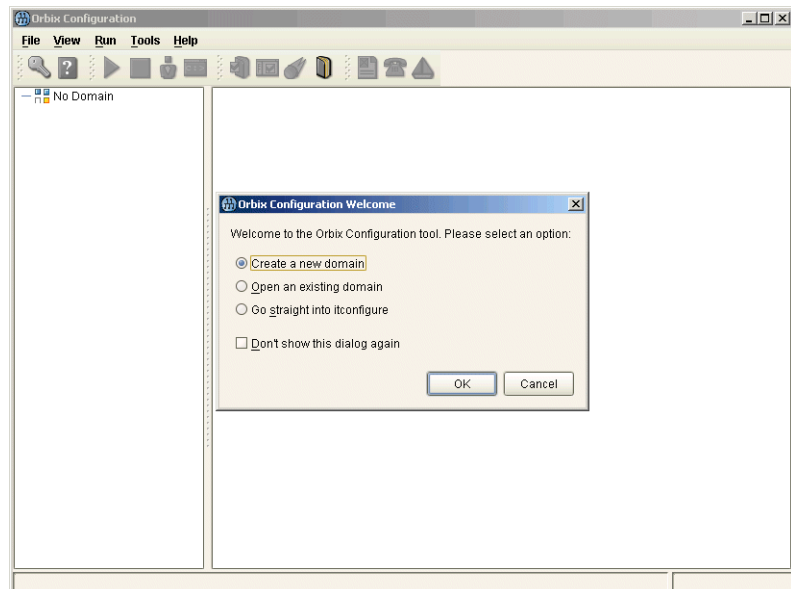 Orbix Configuration
File View Run Tools Help
No Domain
Orbix Configuration Welcome
Welcome to the Orbix Configuration tool. Please select an option:
Create a new domain
Open an existing domain
Go straight into itconfigure
Don't show this dialog again
OK Cancel